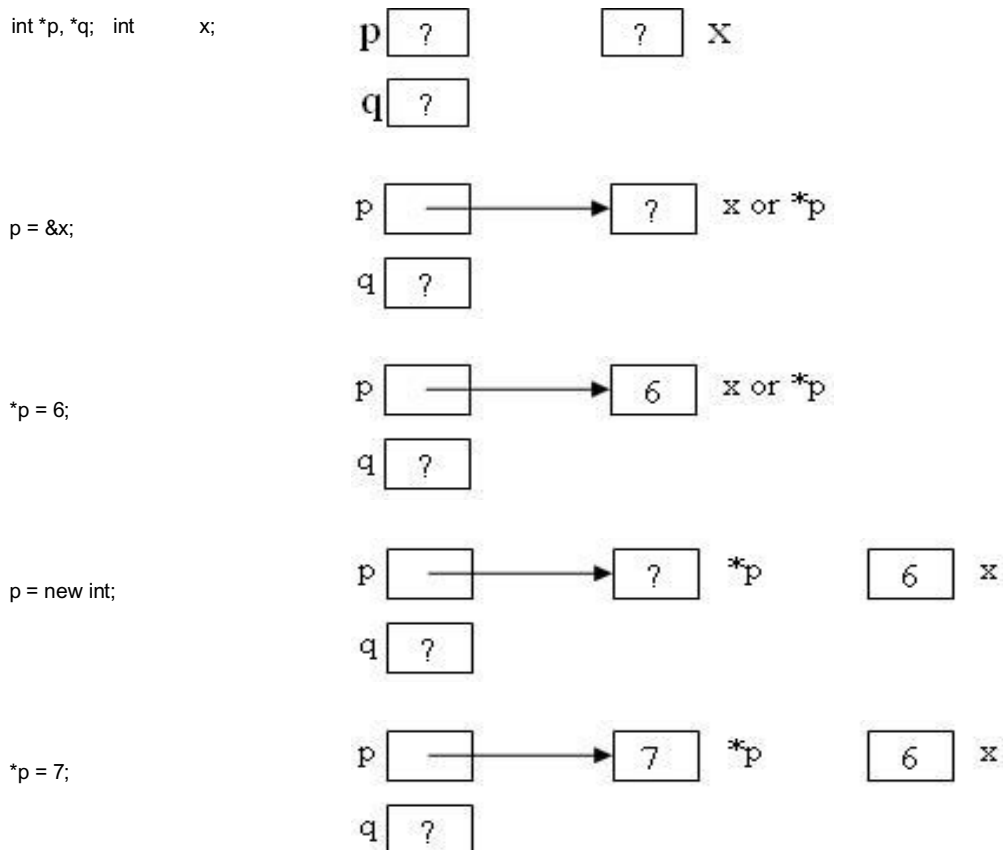 int *p, *q; int x; p ? ? x
q ?
p = &x; p ? x or *p
q ?
*p = 6; p 6 x or *p
q ?
p = new int; p ? *p 6 x
q ?
*p = 7; p 7 *p 6 x
q ?